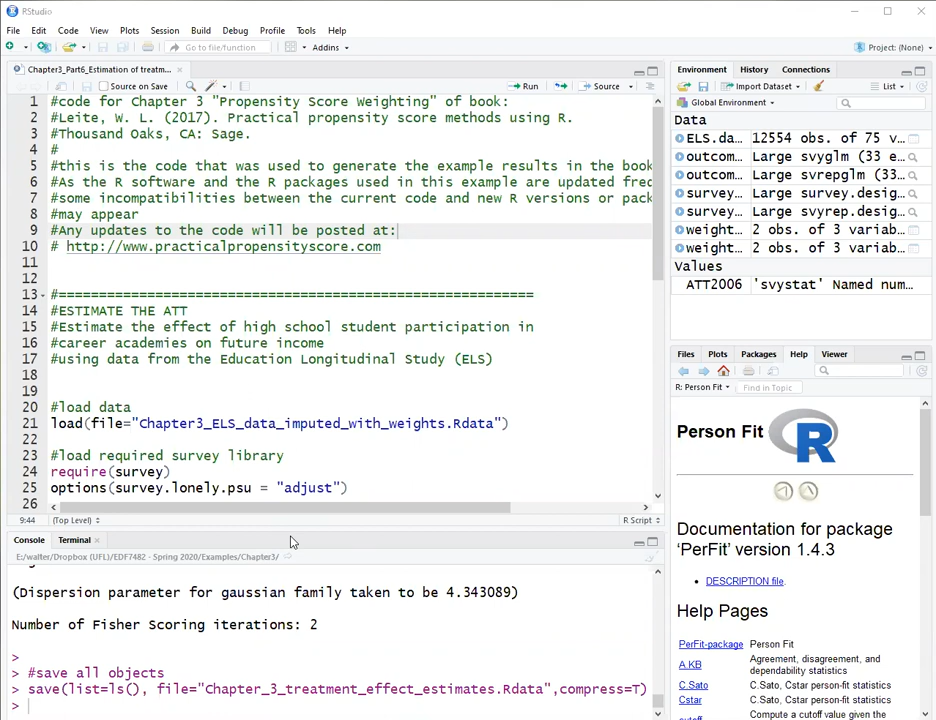 RStudio
File Edit Code View Plots Session Build Debug Profile Tools Help
Go to file/function Addins Project: (None)
Chapter3_Part6_Estimation of treatm...
Source on Save Run Source
1 #code for Chapter 3 "Propensity Score Weighting" of book:
2 #Leite, W. L. (2017). Practical propensity score methods using R.
3 #Thousand Oaks, CA: Sage.
4 #
5 #this is the code that was used to generate the example results in the book
6 #As the R software and the R packages used in this example are updated freq
7 #some incompatibilities between the current code and new R versions or pack
8 #may appear
9 #Any updates to the code will be posted at:
10 # http://www.practicalpropensityscore.com
11
12
13 #===========================================================
14 #ESTIMATE THE ATT
15 #Estimate the effect of high school student participation in
16 #career academies on future income
17 #using data from the Education Longitudinal Study (ELS)
18
19
20 #load data
21 load(file="Chapter3_ELS_data_imputed_with_weights.Rdata")
22
23 #load required survey library
24 require(survey)
25 options(survey.lonely.psu = "adjust")
26
9:44 (Top Level) R Script
Console Terminal
E:/walter/Dropbox (UFL)/EDF7482 - Spring 2020/Examples/Chapter3/
(Dispersion parameter for gaussian family taken to be 4.343089)
Number of Fisher Scoring iterations: 2
>
> #save all objects
> save(list=ls(), file="Chapter_3_treatment_effect_estimates.Rdata",compress=T)
>
Environment History Connections
Import Dataset List
Global Environment
Data
ELS.da... 12554 obs. of 75 v...
outcom... Large svyglm (33 e...
outcom... Large svrepglm (33...
survey... Large survey.desig...
survey... Large svyrep.desig...
weight... 2 obs. of 3 variab...
weight... 2 obs. of 3 variab...
Values
ATT2006 'svystat' Named num...
Files Plots Packages Help Viewer
R: Person Fit Find in Topic
Person Fit R
Documentation for package
‘PerFit’ version 1.4.3
DESCRIPTION file.
Help Pages
PerFit-package Person Fit
A.KB Agreement, disagreement, and
dependability statistics
C.Sato C.Sato, Cstar person-fit statistics
Cstar C.Sato, Cstar person-fit statistics
cutoff Compute a cutoff value given the